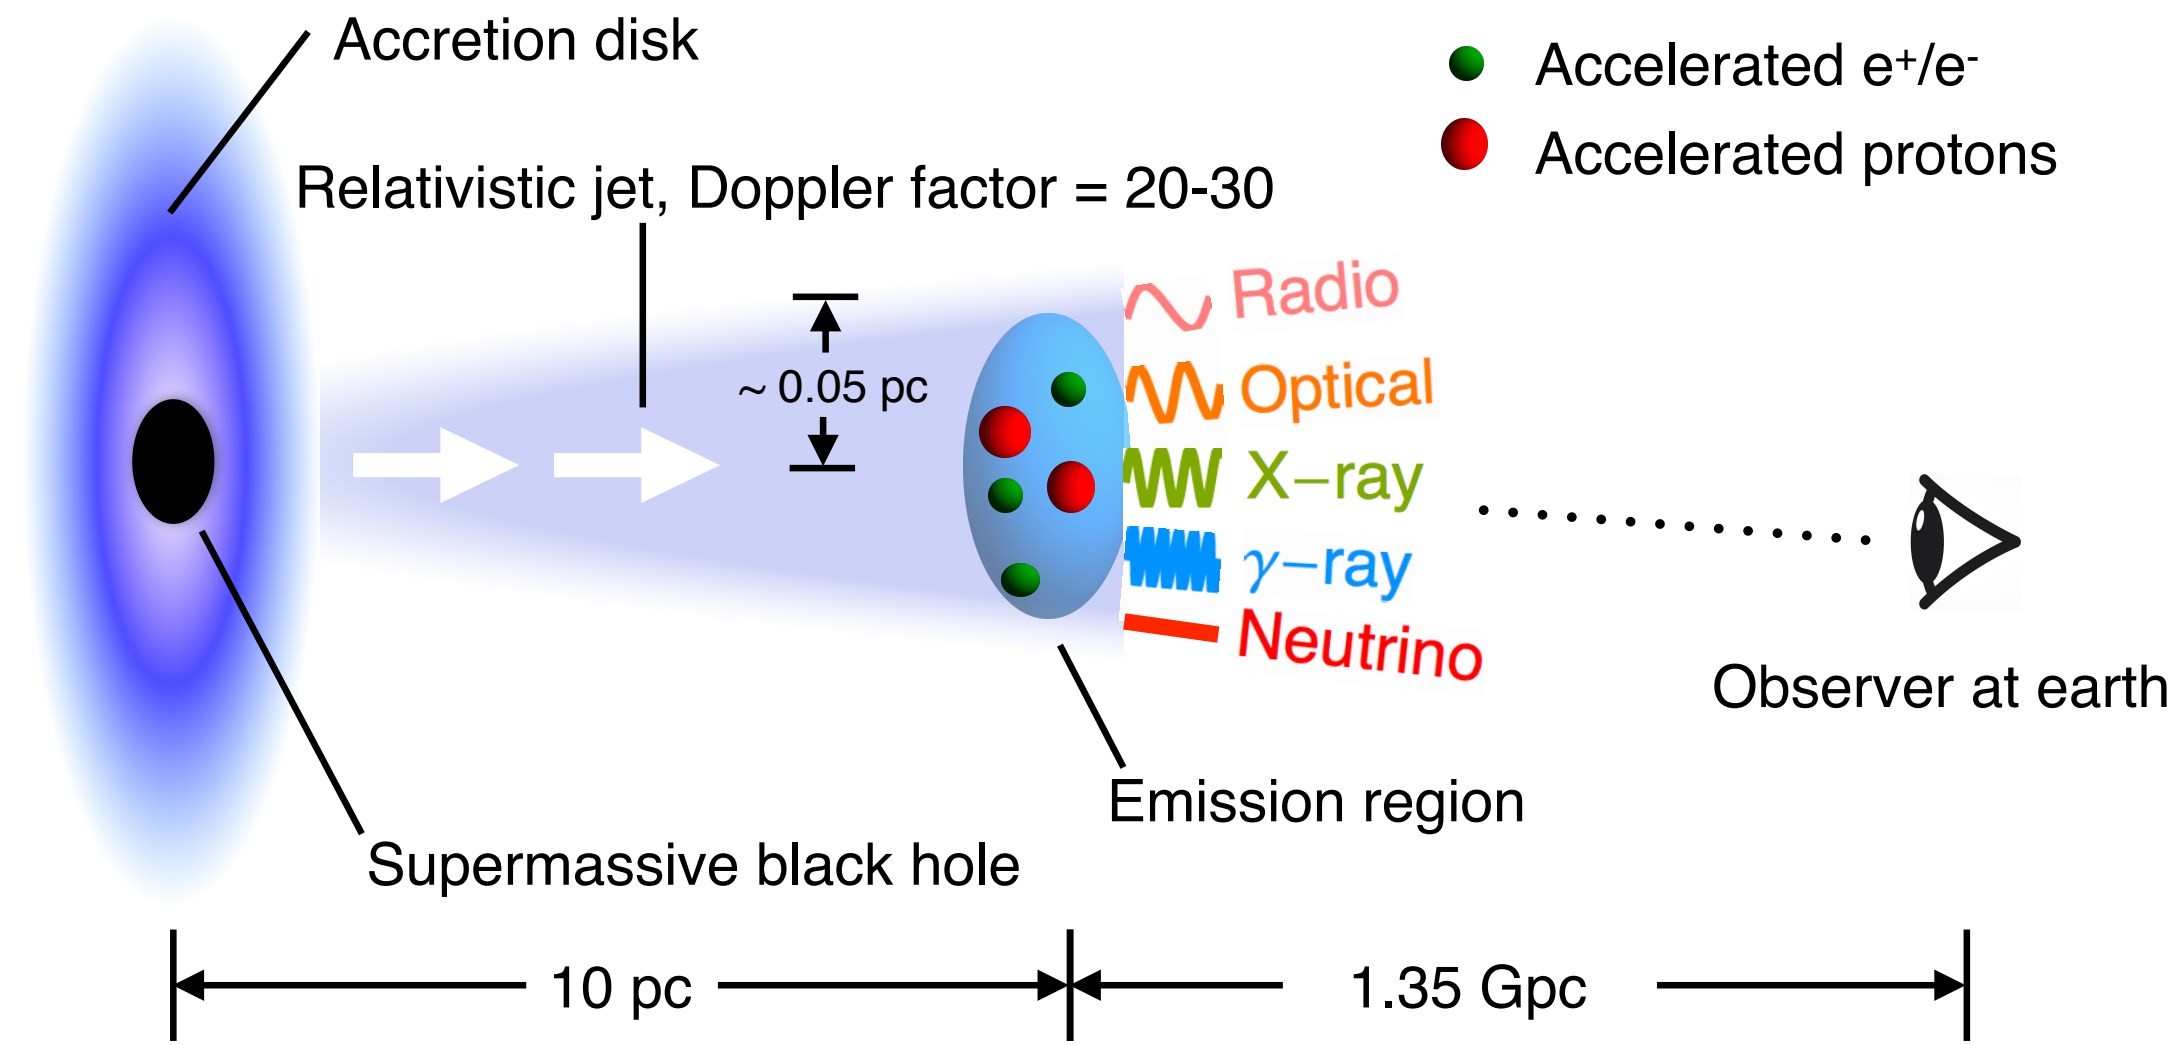 Accretion disk
Accelerated e+/e-
Accelerated protons
Relativistic jet, Doppler factor = 20-30
~ 0.05 pc
Radio
Optical
X–ray
γ–ray
Neutrino
Observer at earth
Emission region
Supermassive black hole
10 pc
1.35 Gpc